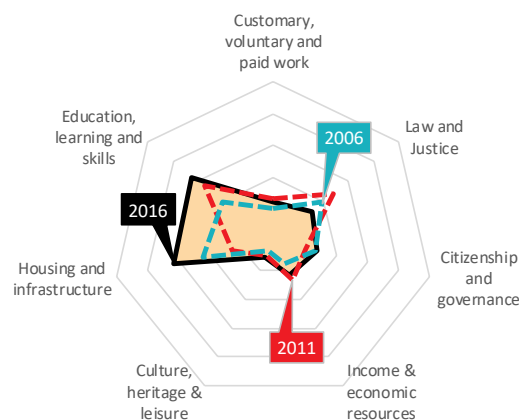 Customary,
voluntary and
paid work
Education,
learning and
skills
2006
Law and
Justice
2016
Housing and
infrastructure
Citizenship
and
governance
2011
Culture,
heritage &
leisure
Income &
economic
resources